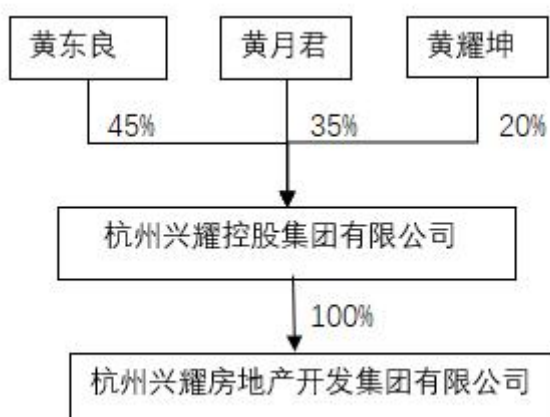 黄东良 黄月君 黄耀坤
45% 35% 20%
杭州兴耀控股集团有限公司
100%
杭州兴耀房地产开发集团有限公司